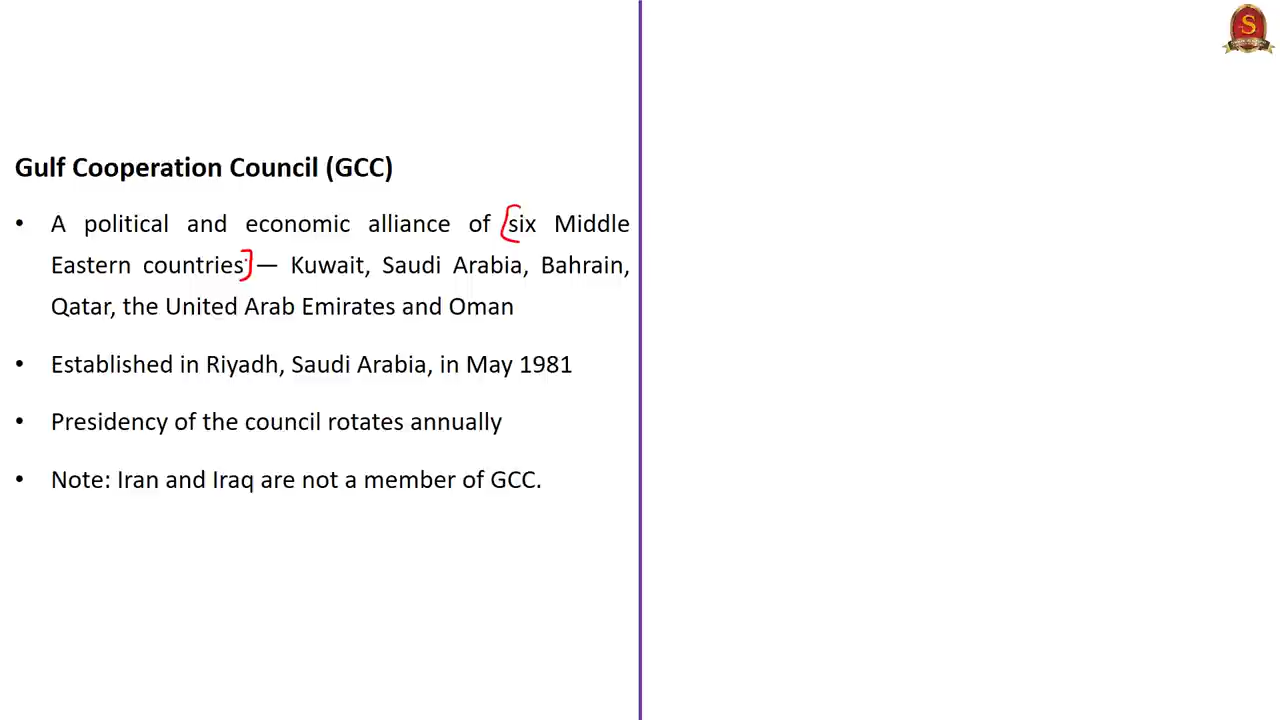 Gulf Cooperation Council (GCC)
• A political and economic alliance of six Middle
Eastern countries — Kuwait, Saudi Arabia, Bahrain,
Qatar, the United Arab Emirates and Oman
• Established in Riyadh, Saudi Arabia, in May 1981
• Presidency of the council rotates annually
• Note: Iran and Iraq are not a member of GCC.
S